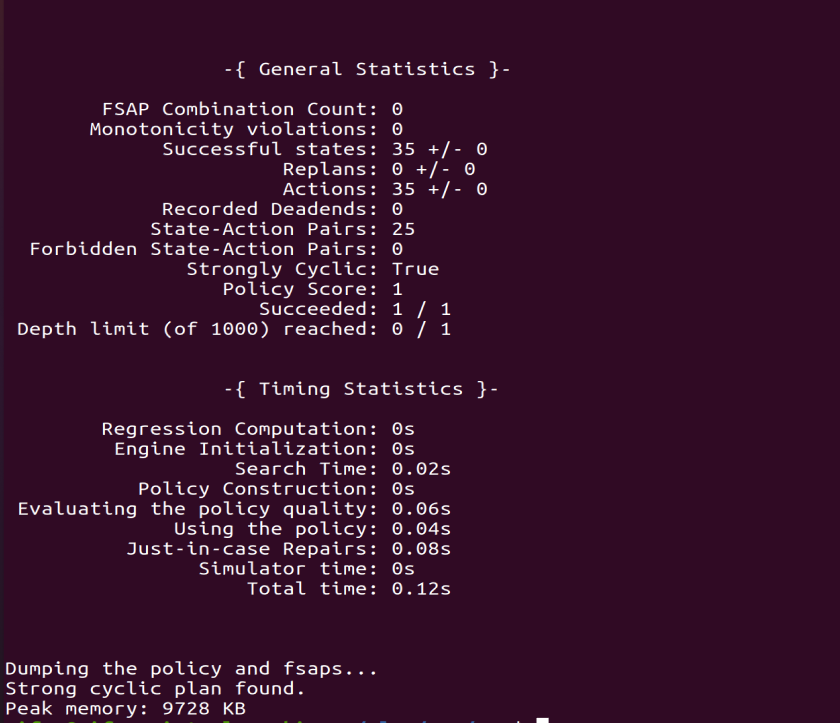 -{ General Statistics }-
FSAP Combination Count: 0
Monotonicity violations: 0
Successful states: 35 +/- 0
Replans: 0 +/- 0
Actions: 35 +/- 0
Recorded Deadends: 0
State-Action Pairs: 25
Forbidden State-Action Pairs: 0
Strongly Cyclic: True
Policy Score: 1
Succeeded: 1 / 1
Depth limit (of 1000) reached: 0 / 1
-{ Timing Statistics }-
Regression Computation: 0s
Engine Initialization: 0s
Search Time: 0.02s
Policy Construction: 0s
Evaluating the policy quality: 0.06s
Using the policy: 0.04s
Just-in-case Repairs: 0.08s
Simulator time: 0s
Total time: 0.12s
Dumping the policy and fsaps...
Strong cyclic plan found.
Peak memory: 9728 KB